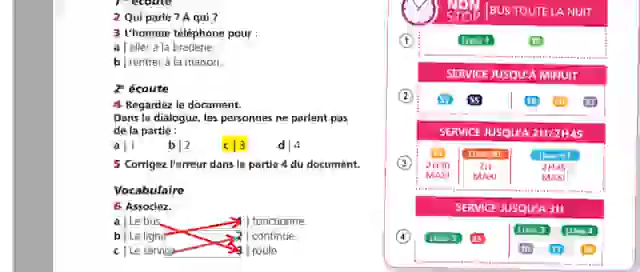 1re écoute
2 Qui parle ? À qui ?
3 L'homme téléphone pour :
a | aller à la braderie.
b | rentrer à la maison.
2e écoute
4 Regardez le document.
Dans le dialogue, les personnes ne parlent pas
de la partie :
a | 1 b | 2 c | 3 d | 4
5 Corrigez l'erreur dans la partie 4 du document.
Vocabulaire
6 Associez.
a | Le bus 1 | fonctionne.
b | La ligne 2 | continue.
c | Le service 3 | roule.
NON STOP BUS TOUTE LA NUIT
1
SERVICE JUSQU'À MINUIT
2
SERVICE JUSQU'À 2H/2H45
3
MAXI MAXI MAXI
SERVICE JUSQU'À 3H
4